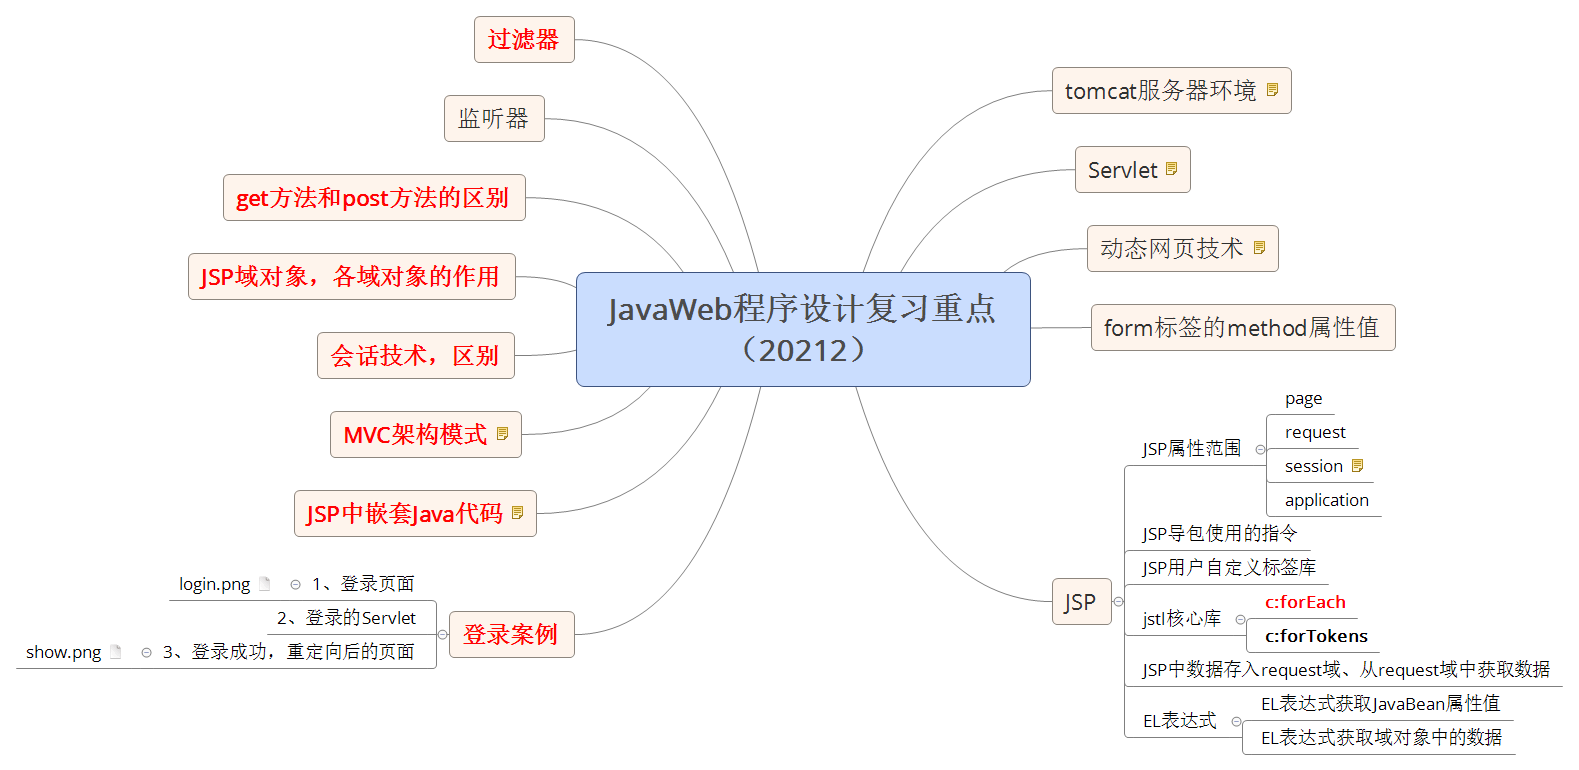 JavaWeb程序设计复习重点
（20212）
tomcat服务器环境
Servlet
动态网页技术
form标签的method属性值
JSP
JSP属性范围
page
request
session
application
JSP导包使用的指令
JSP用户自定义标签库
jstl核心库
c:forEach
c:forTokens
JSP中数据存入request域、从request域中获取数据
EL表达式
EL表达式获取JavaBean属性值
EL表达式获取域对象中的数据
过滤器
监听器
get方法和post方法的区别
JSP域对象，各域对象的作用
会话技术，区别
MVC架构模式
JSP中嵌套Java代码
登录案例
1、登录页面
login.png
2、登录的Servlet
3、登录成功，重定向后的页面
show.png